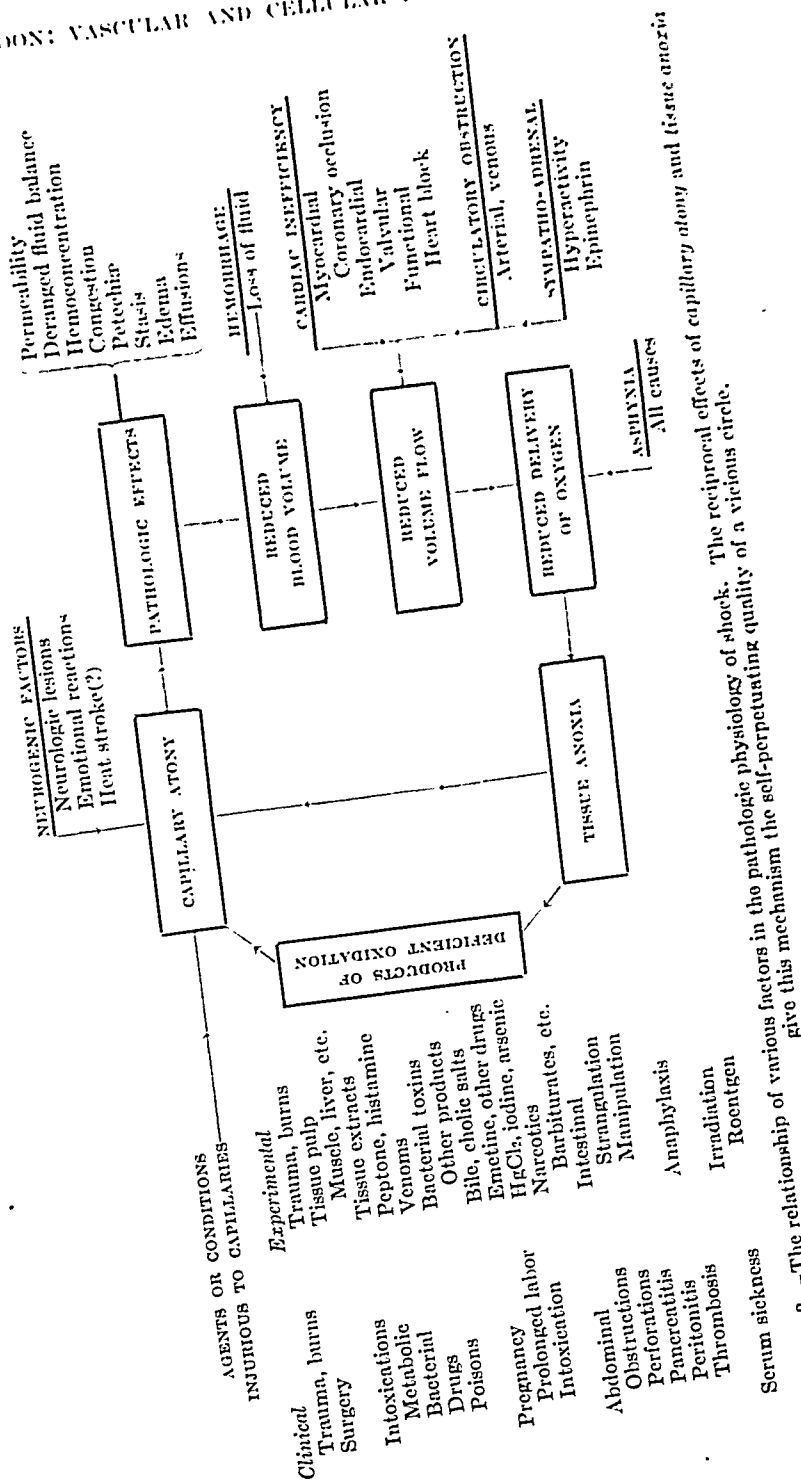 OON: VASCULAR AND CELLULAR
NEUROGENIC FACTORS
Neurologic lesions
Emotional reactions
Heat stroke(?)
AGENTS OR CONDITIONS
INJURIOUS TO CAPILLARIES
CAPILLARY ATONY
PATHOLOGIC EFFECTS
Permeability
Deranged fluid balance
Hemoconcentration
Congestion
Petechiæ
Stasis
Edema
Effusions
HEMORRHAGE
Loss of fluid
REDUCED
BLOOD VOLUME
CARDIAC INEFFICIENCY
Myocardial
Coronary occlusion
Endocardial
Valvular
Functional
Heart block
REDUCED
VOLUME FLOW
CIRCULATORY OBSTRUCTION
Arterial, venous
SYMPATHO-ADRENAL
Hyperactivity
Epinephrin
REDUCED DELIVERY
OF OXYGEN
ASPHYXIA
All causes
TISSUE ANOXIA
PRODUCTS OF
DEFICIENT OXIDATION
Clinical
Trauma, burns
Surgery
Intoxications
Metabolic
Bacterial
Drugs
Poisons
Pregnancy
Prolonged labor
Intoxication
Abdominal
Obstructions
Perforations
Pancreatitis
Peritonitis
Thrombosis
Serum sickness
Experimental
Trauma, burns
Tissue pulp
Muscle, liver, etc.
Tissue extracts
Peptone, histamine
Venoms
Bacterial toxins
Other products
Bile, cholic salts
Emetine, other drugs
HgCl₂, iodine, arsenic
Narcotics
Barbiturates, etc.
Intestinal
Strangulation
Manipulation
Anaphylaxis
Irradiation
Roentgen
—The relationship of various factors in the pathologic physiology of shock. The reciprocal effects of capillary atony and tissue anoxia
give this mechanism the self-perpetuating quality of a vicious circle.